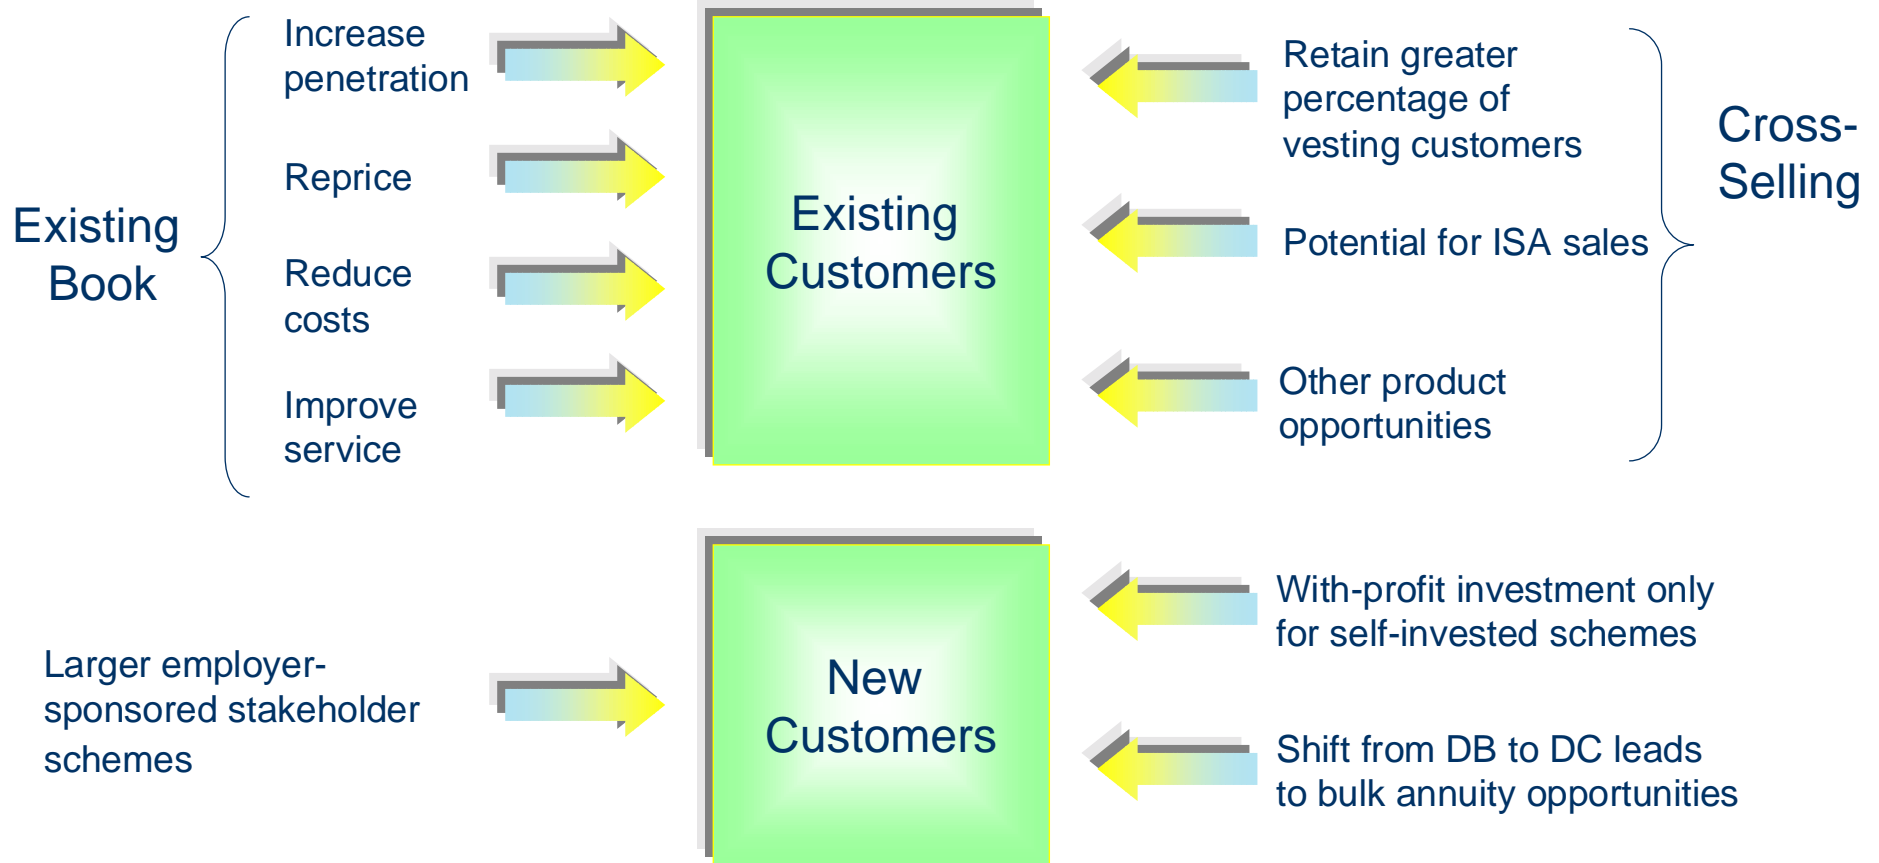 Existing
Book
Increase
penetration
Reprice
Reduce
costs
Improve
service
Existing
Customers
Retain greater
percentage of
vesting customers
Potential for ISA sales
Other product
opportunities
Cross-
Selling
Larger employer-
sponsored stakeholder
schemes
New
Customers
With-profit investment only
for self-invested schemes
Shift from DB to DC leads
to bulk annuity opportunities